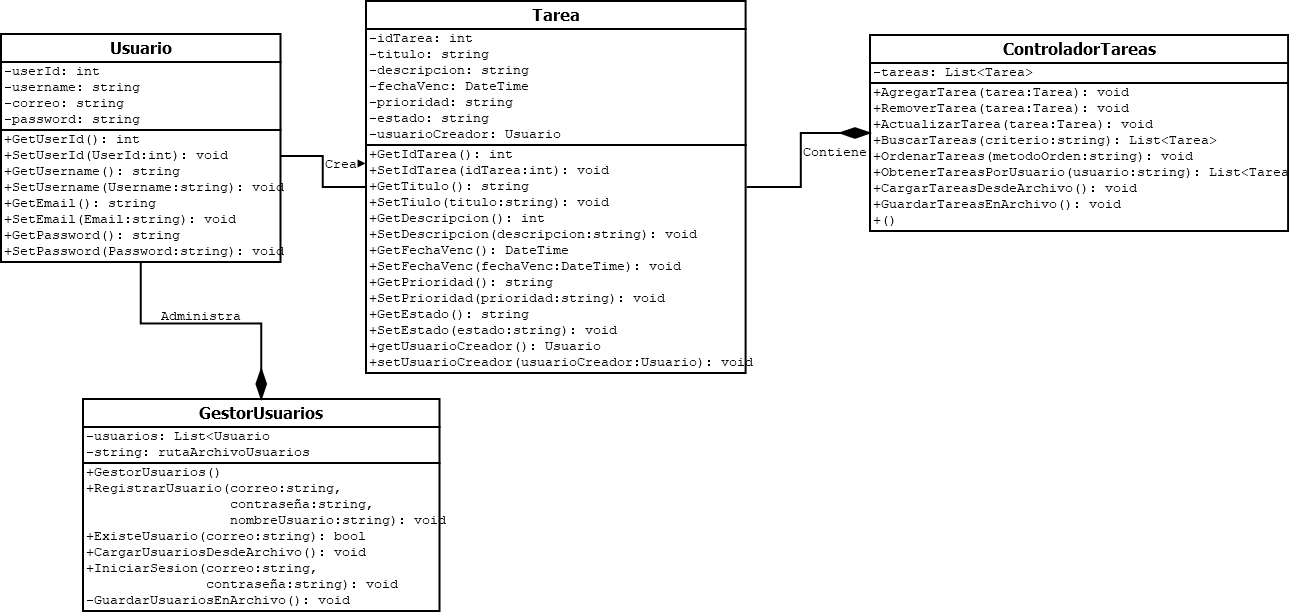 Usuario
-userId: int
-username: string
-correo: string
-password: string
+GetUserId(): int
+SetUserId(UserId:int): void
+GetUsername(): string
+SetUsername(Username:string): void
+GetEmail(): string
+SetEmail(Email:string): void
+GetPassword(): string
+SetPassword(Password:string): void
Crea
Tarea
-idTarea: int
-titulo: string
-descripcion: string
-fechaVenc: DateTime
-prioridad: string
-estado: string
-usuarioCreador: Usuario
+GetIdTarea(): int
+SetIdTarea(idTarea:int): void
+GetTitulo(): string
+SetTiulo(titulo:string): void
+GetDescripcion(): int
+SetDescripcion(descripcion:string): void
+GetFechaVenc(): DateTime
+SetFechaVenc(fechaVenc:DateTime): void
+GetPrioridad(): string
+SetPrioridad(prioridad:string): void
+GetEstado(): string
+SetEstado(estado:string): void
+getUsuarioCreador(): Usuario
+setUsuarioCreador(usuarioCreador:Usuario): void
Contiene
ControladorTareas
-tareas: List<Tarea>
+AgregarTarea(tarea:Tarea): void
+RemoverTarea(tarea:Tarea): void
+ActualizarTarea(tarea:Tarea): void
+BuscarTareas(criterio:string): List<Tarea>
+OrdenarTareas(metodoOrden:string): void
+ObtenerTareasPorUsuario(usuario:string): List<Tarea
+CargarTareasDesdeArchivo(): void
+GuardarTareasEnArchivo(): void
+()
Administra
GestorUsuarios
-usuarios: List<Usuario
-string: rutaArchivoUsuarios
+GestorUsuarios()
+RegistrarUsuario(correo:string,
contraseña:string,
nombreUsuario:string): void
+ExisteUsuario(correo:string): bool
+CargarUsuariosDesdeArchivo(): void
+IniciarSesion(correo:string,
contraseña:string): void
-GuardarUsuariosEnArchivo(): void